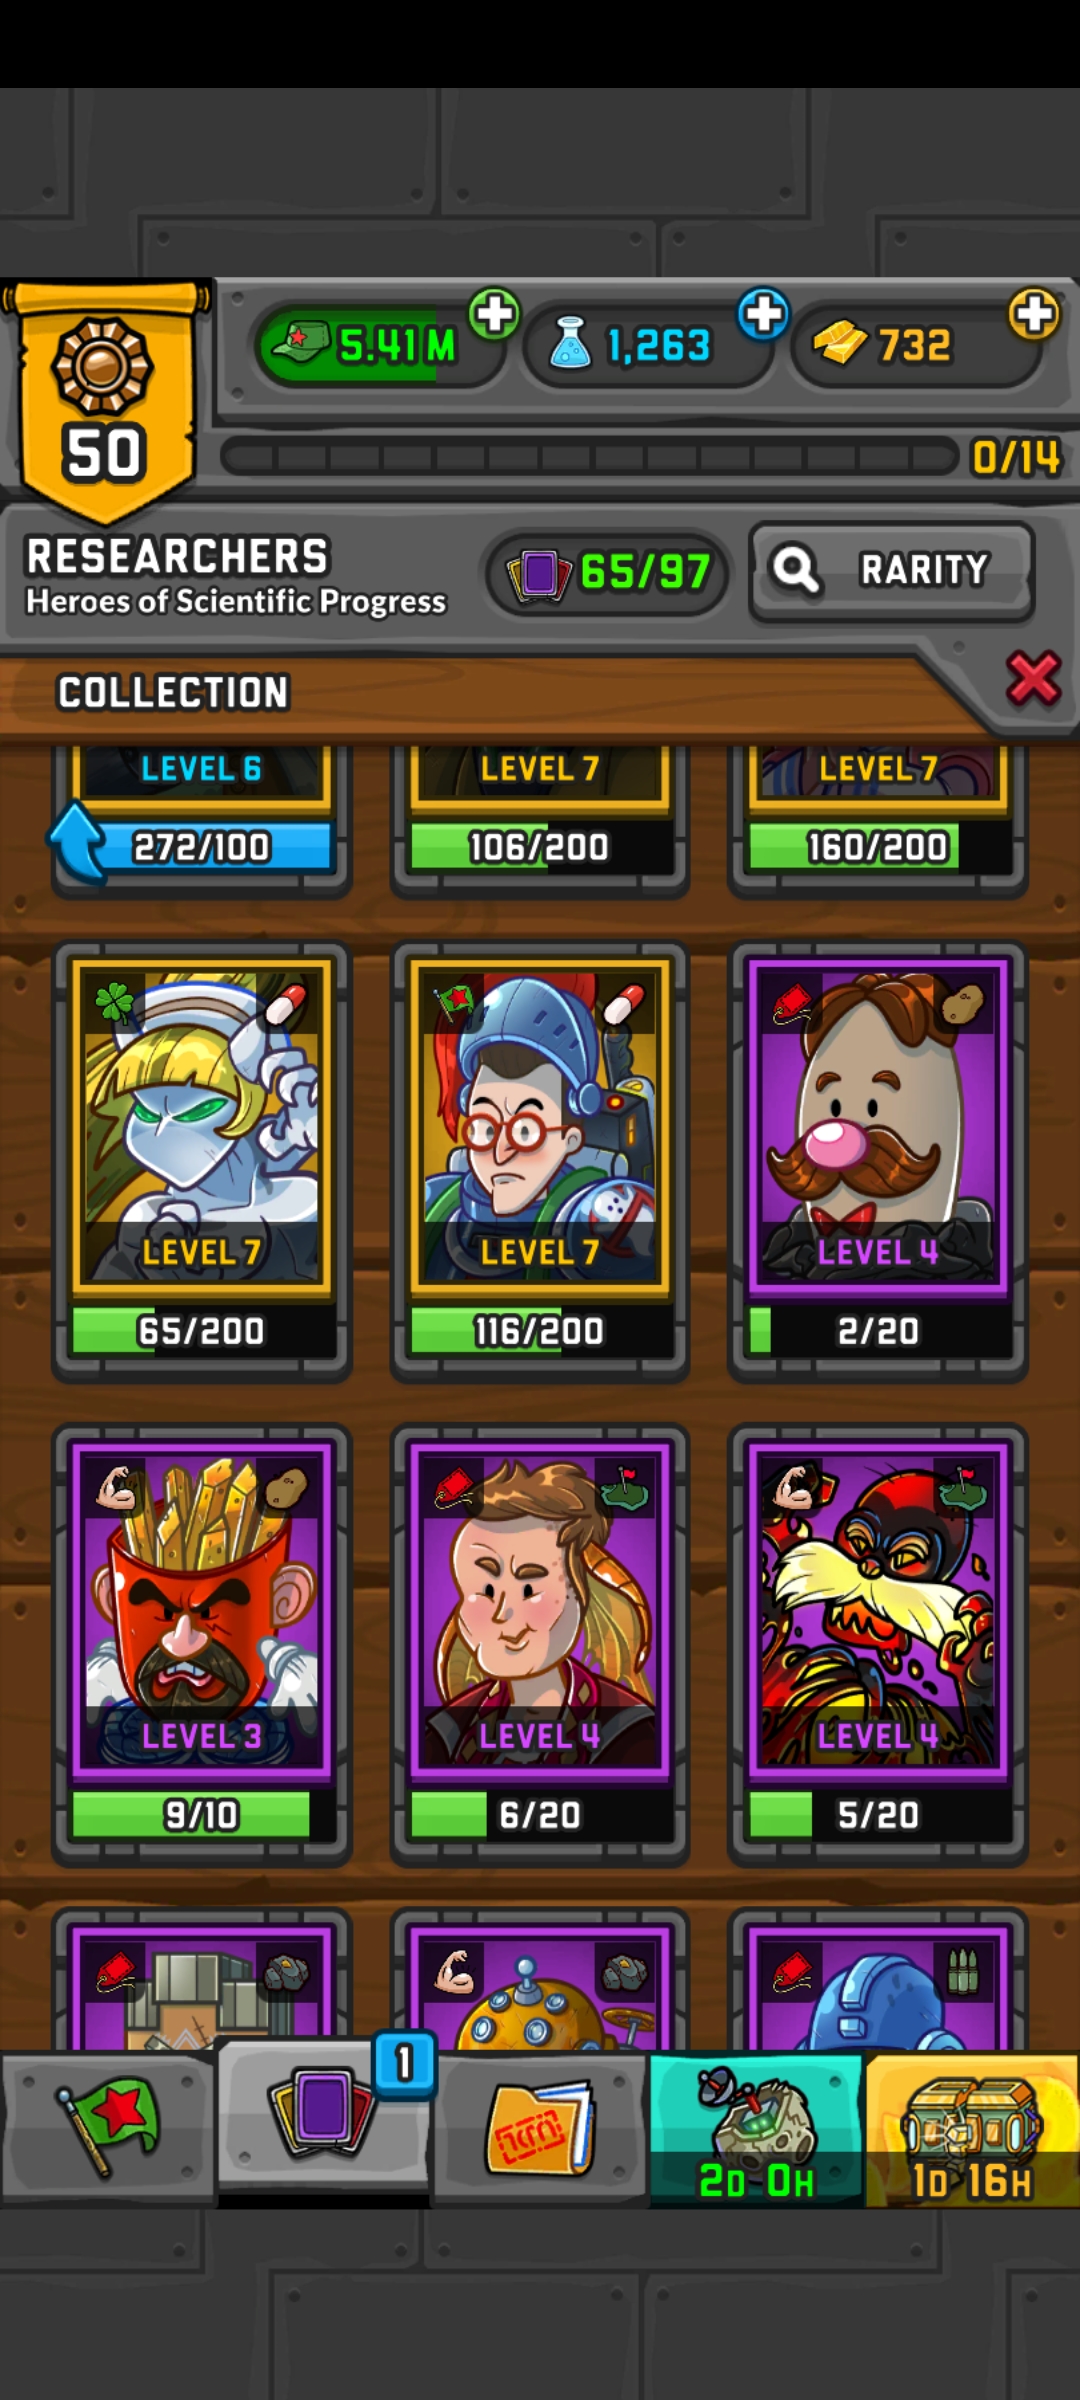 5.41M
1,263
732
50
0/14
RESEARCHERS
Heroes of Scientific Progress
65/97
RARITY
COLLECTION
LEVEL 6
LEVEL 7
LEVEL 7
272/100
106/200
160/200
LEVEL 7
LEVEL 7
LEVEL 4
65/200
116/200
2/20
LEVEL 3
LEVEL 4
LEVEL 4
9/10
6/20
5/20
1
2D 0H
1D 16H